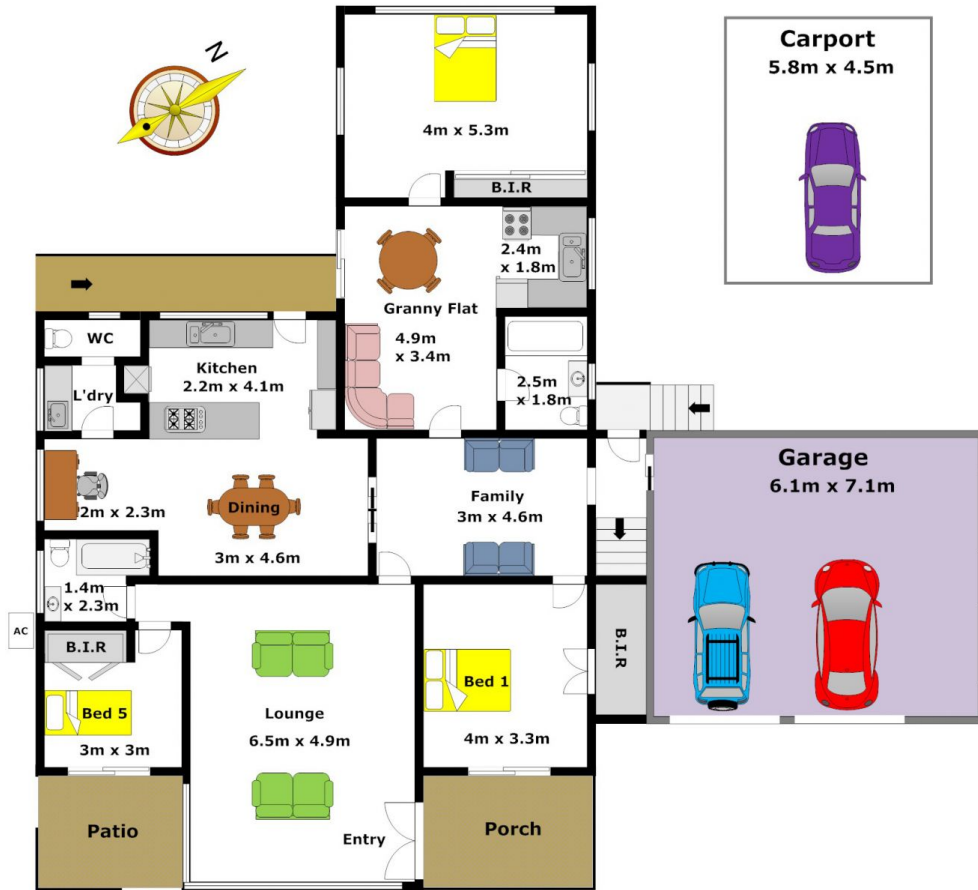 N
Carport
5.8m x 4.5m
4m x 5.3m
B.I.R
2.4m
x 1.8m
Granny Flat
4.9m
x 3.4m
WC
Kitchen
2.2m x 4.1m
L'dry
2.5m
x 1.8m
Garage
6.1m x 7.1m
Family
3m x 4.6m
Dining
2m x 2.3m
3m x 4.6m
1.4m
x 2.3m
AC
B.I.R
B.I.R
Bed 5
3m x 3m
Lounge
6.5m x 4.9m
Bed 1
4m x 3.3m
Patio
Entry
Porch